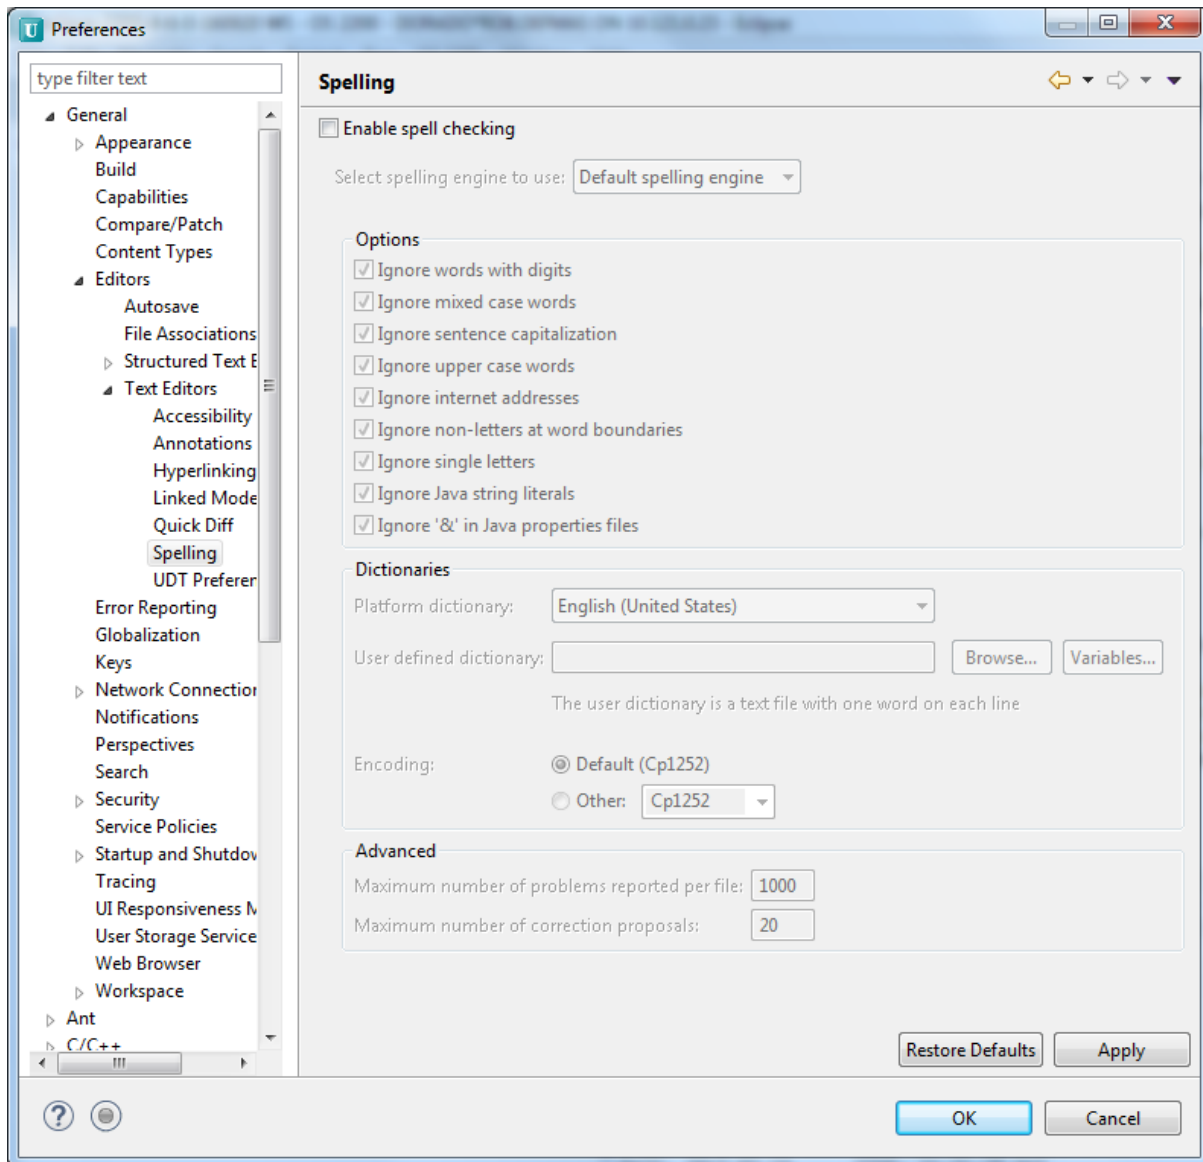 Preferences
type filter text
General
Appearance
Build
Capabilities
Compare/Patch
Content Types
Editors
Autosave
File Associations
Structured Text E
Text Editors
Accessibility
Annotations
Hyperlinking
Linked Mode
Quick Diff
Spelling
UDT Preferen
Error Reporting
Globalization
Keys
Network Connection
Notifications
Perspectives
Search
Security
Service Policies
Startup and Shutdow
Tracing
UI Responsiveness M
User Storage Service
Web Browser
Workspace
Ant
C/C++
Spelling
Enable spell checking
Select spelling engine to use: Default spelling engine
Options
Ignore words with digits
Ignore mixed case words
Ignore sentence capitalization
Ignore upper case words
Ignore internet addresses
Ignore non-letters at word boundaries
Ignore single letters
Ignore Java string literals
Ignore '&' in Java properties files
Dictionaries
Platform dictionary: English (United States)
User defined dictionary: Browse... Variables...
The user dictionary is a text file with one word on each line
Encoding: Default (Cp1252)
Other: Cp1252
Advanced
Maximum number of problems reported per file: 1000
Maximum number of correction proposals: 20
Restore Defaults Apply
OK Cancel